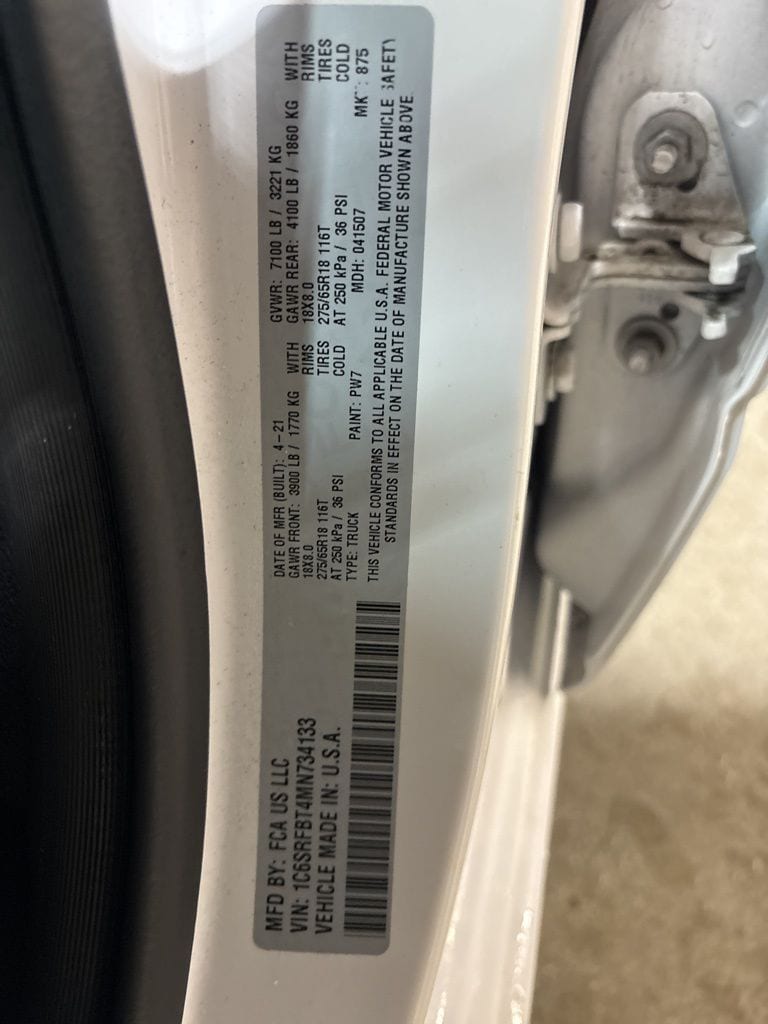 MFD BY: FCA US LLC
VIN: 1C6SRFBT4MN734133
VEHICLE MADE IN: U.S.A.
DATE OF MFR (BUILT): 4-21 GVWR: 7100 LB / 3221 KG
GAWR FRONT: 3900 LB / 1770 KG WITH GAWR REAR: 4100 LB / 1860 KG WITH
18X8.0 RIMS 18X8.0 RIMS
275/65R18 116T TIRES 275/65R18 116T TIRES
AT 250 kPa / 36 PSI COLD AT 250 kPa / 36 PSI COLD
TYPE: TRUCK PAINT: PW7 MDH: 041507 : 875
THIS VEHICLE CONFORMS TO ALL APPLICABLE U.S.A. FEDERAL MOTOR VEHICLE SAFETY
STANDARDS IN EFFECT ON THE DATE OF MANUFACTURE SHOWN ABOVE.